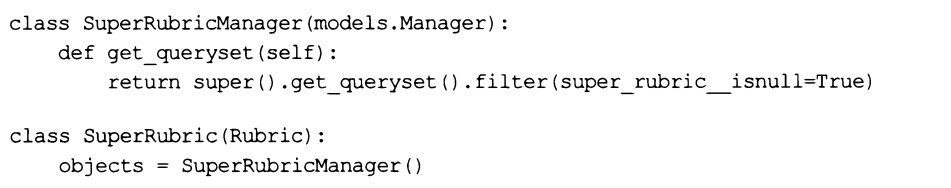 class SuperRubricManager(models.Manager):
    def get_queryset(self):
        return super().get_queryset().filter(super_rubric__isnull=True)
class SuperRubric(Rubric):
    objects = SuperRubricManager()